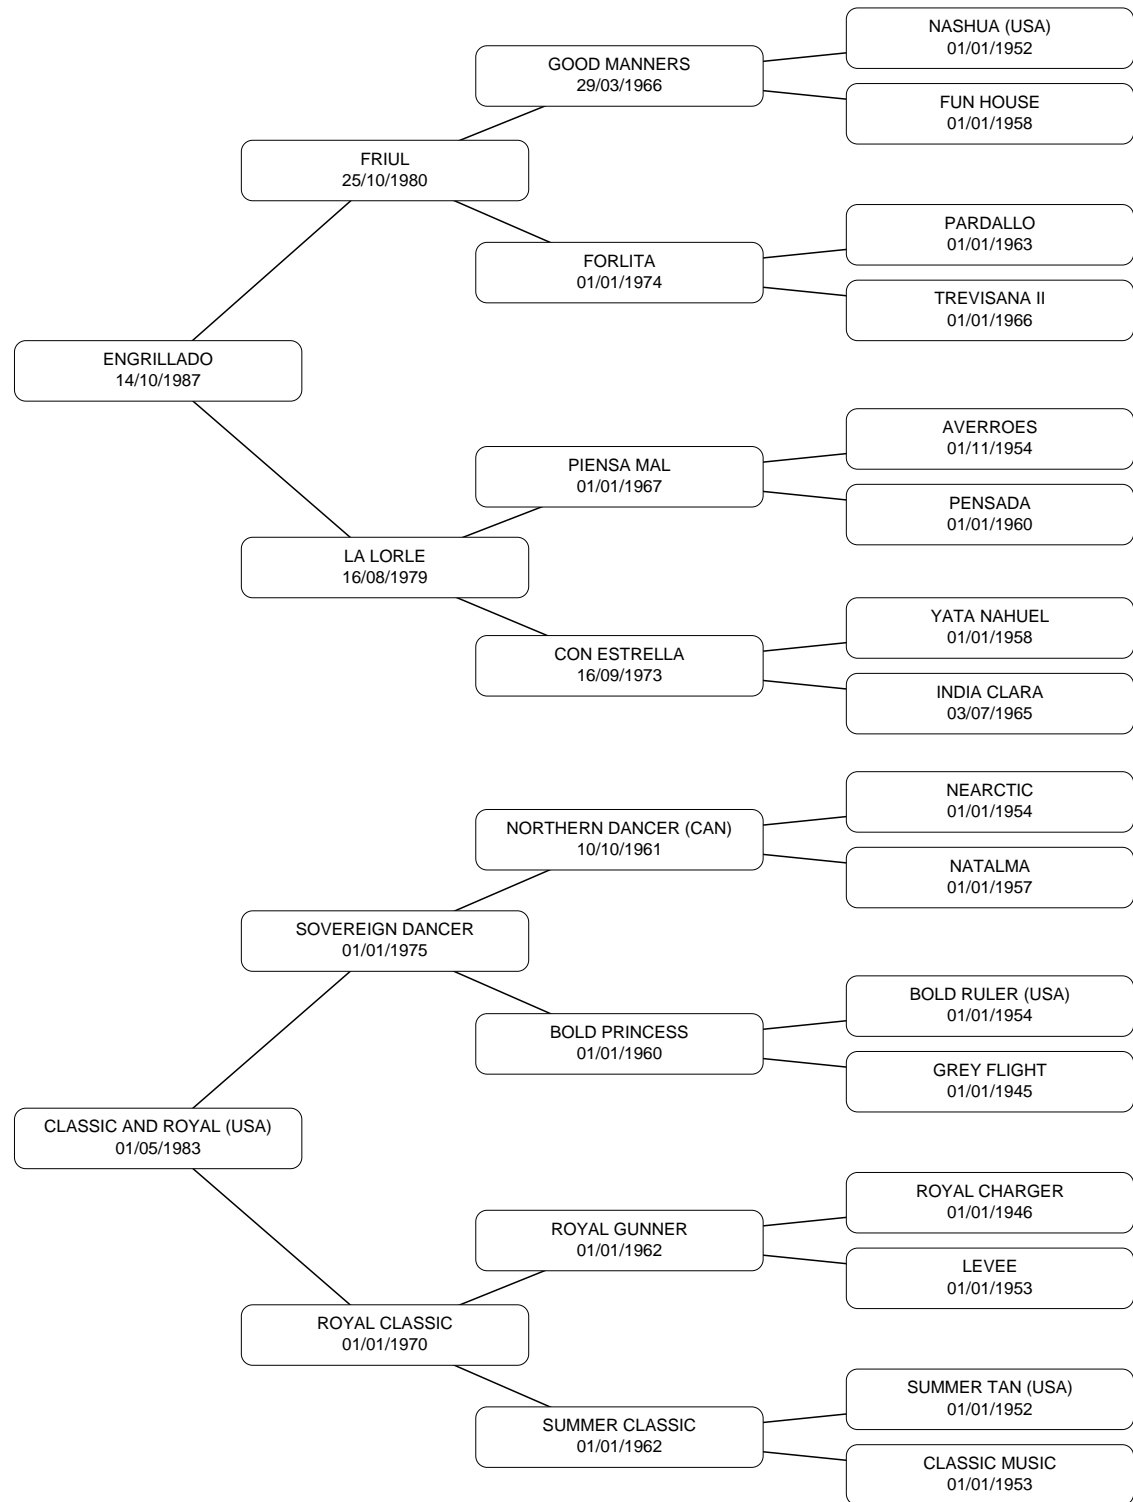 NASHUA (USA)
01/01/1952
GOOD MANNERS
29/03/1966
FUN HOUSE
01/01/1958
FRIUL
25/10/1980
PARDALLO
01/01/1963
FORLITA
01/01/1974
TREVISANA II
01/01/1966
ENGRILLADO
14/10/1987
AVERROES
01/11/1954
PIENSA MAL
01/01/1967
PENSADA
01/01/1960
LA LORLE
16/08/1979
YATA NAHUEL
01/01/1958
CON ESTRELLA
16/09/1973
INDIA CLARA
03/07/1965
NEARCTIC
01/01/1954
NORTHERN DANCER (CAN)
10/10/1961
NATALMA
01/01/1957
SOVEREIGN DANCER
01/01/1975
BOLD RULER (USA)
01/01/1954
BOLD PRINCESS
01/01/1960
GREY FLIGHT
01/01/1945
CLASSIC AND ROYAL (USA)
01/05/1983
ROYAL CHARGER
01/01/1946
ROYAL GUNNER
01/01/1962
LEVEE
01/01/1953
ROYAL CLASSIC
01/01/1970
SUMMER TAN (USA)
01/01/1952
SUMMER CLASSIC
01/01/1962
CLASSIC MUSIC
01/01/1953